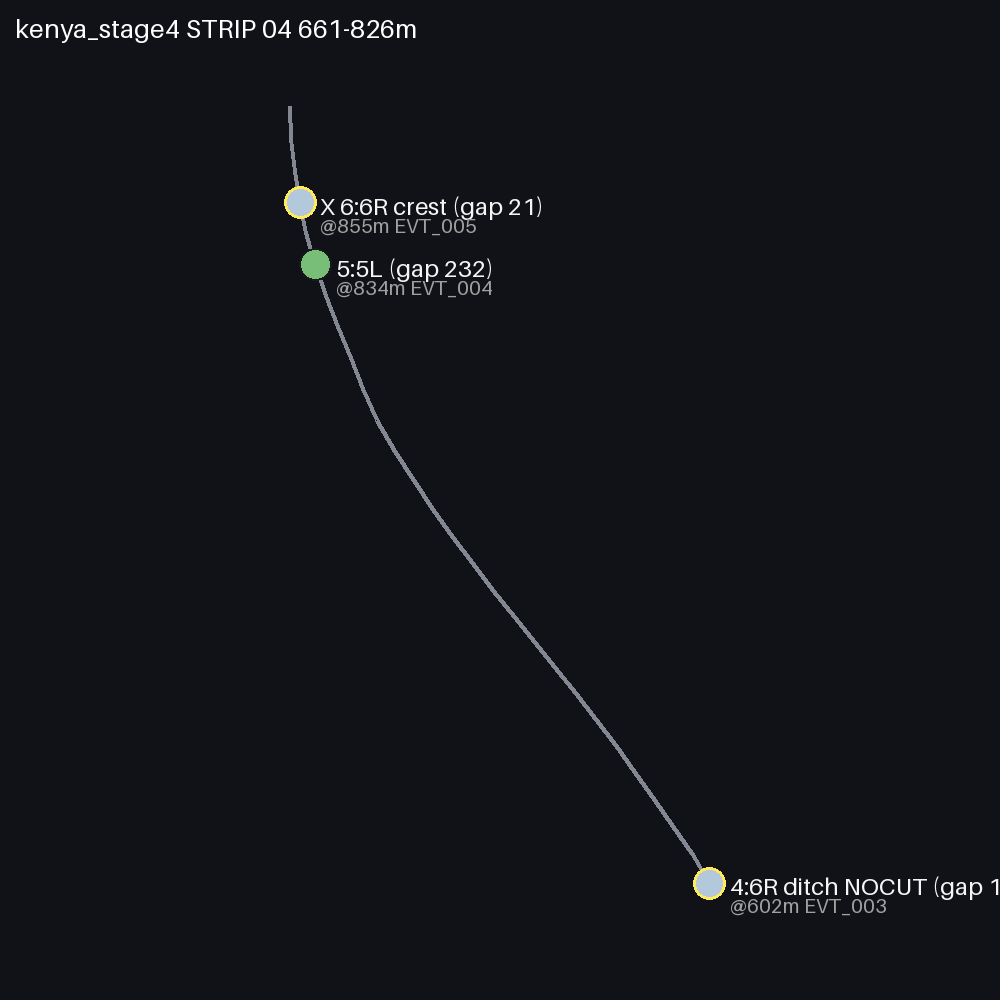 kenya_stage4 STRIP 04 661-826m
X 6:6R crest (gap 21)
@855m EVT_005
5:5L (gap 232)
@834m EVT_004
4:6R ditch NOCUT (gap 1
@602m EVT_003